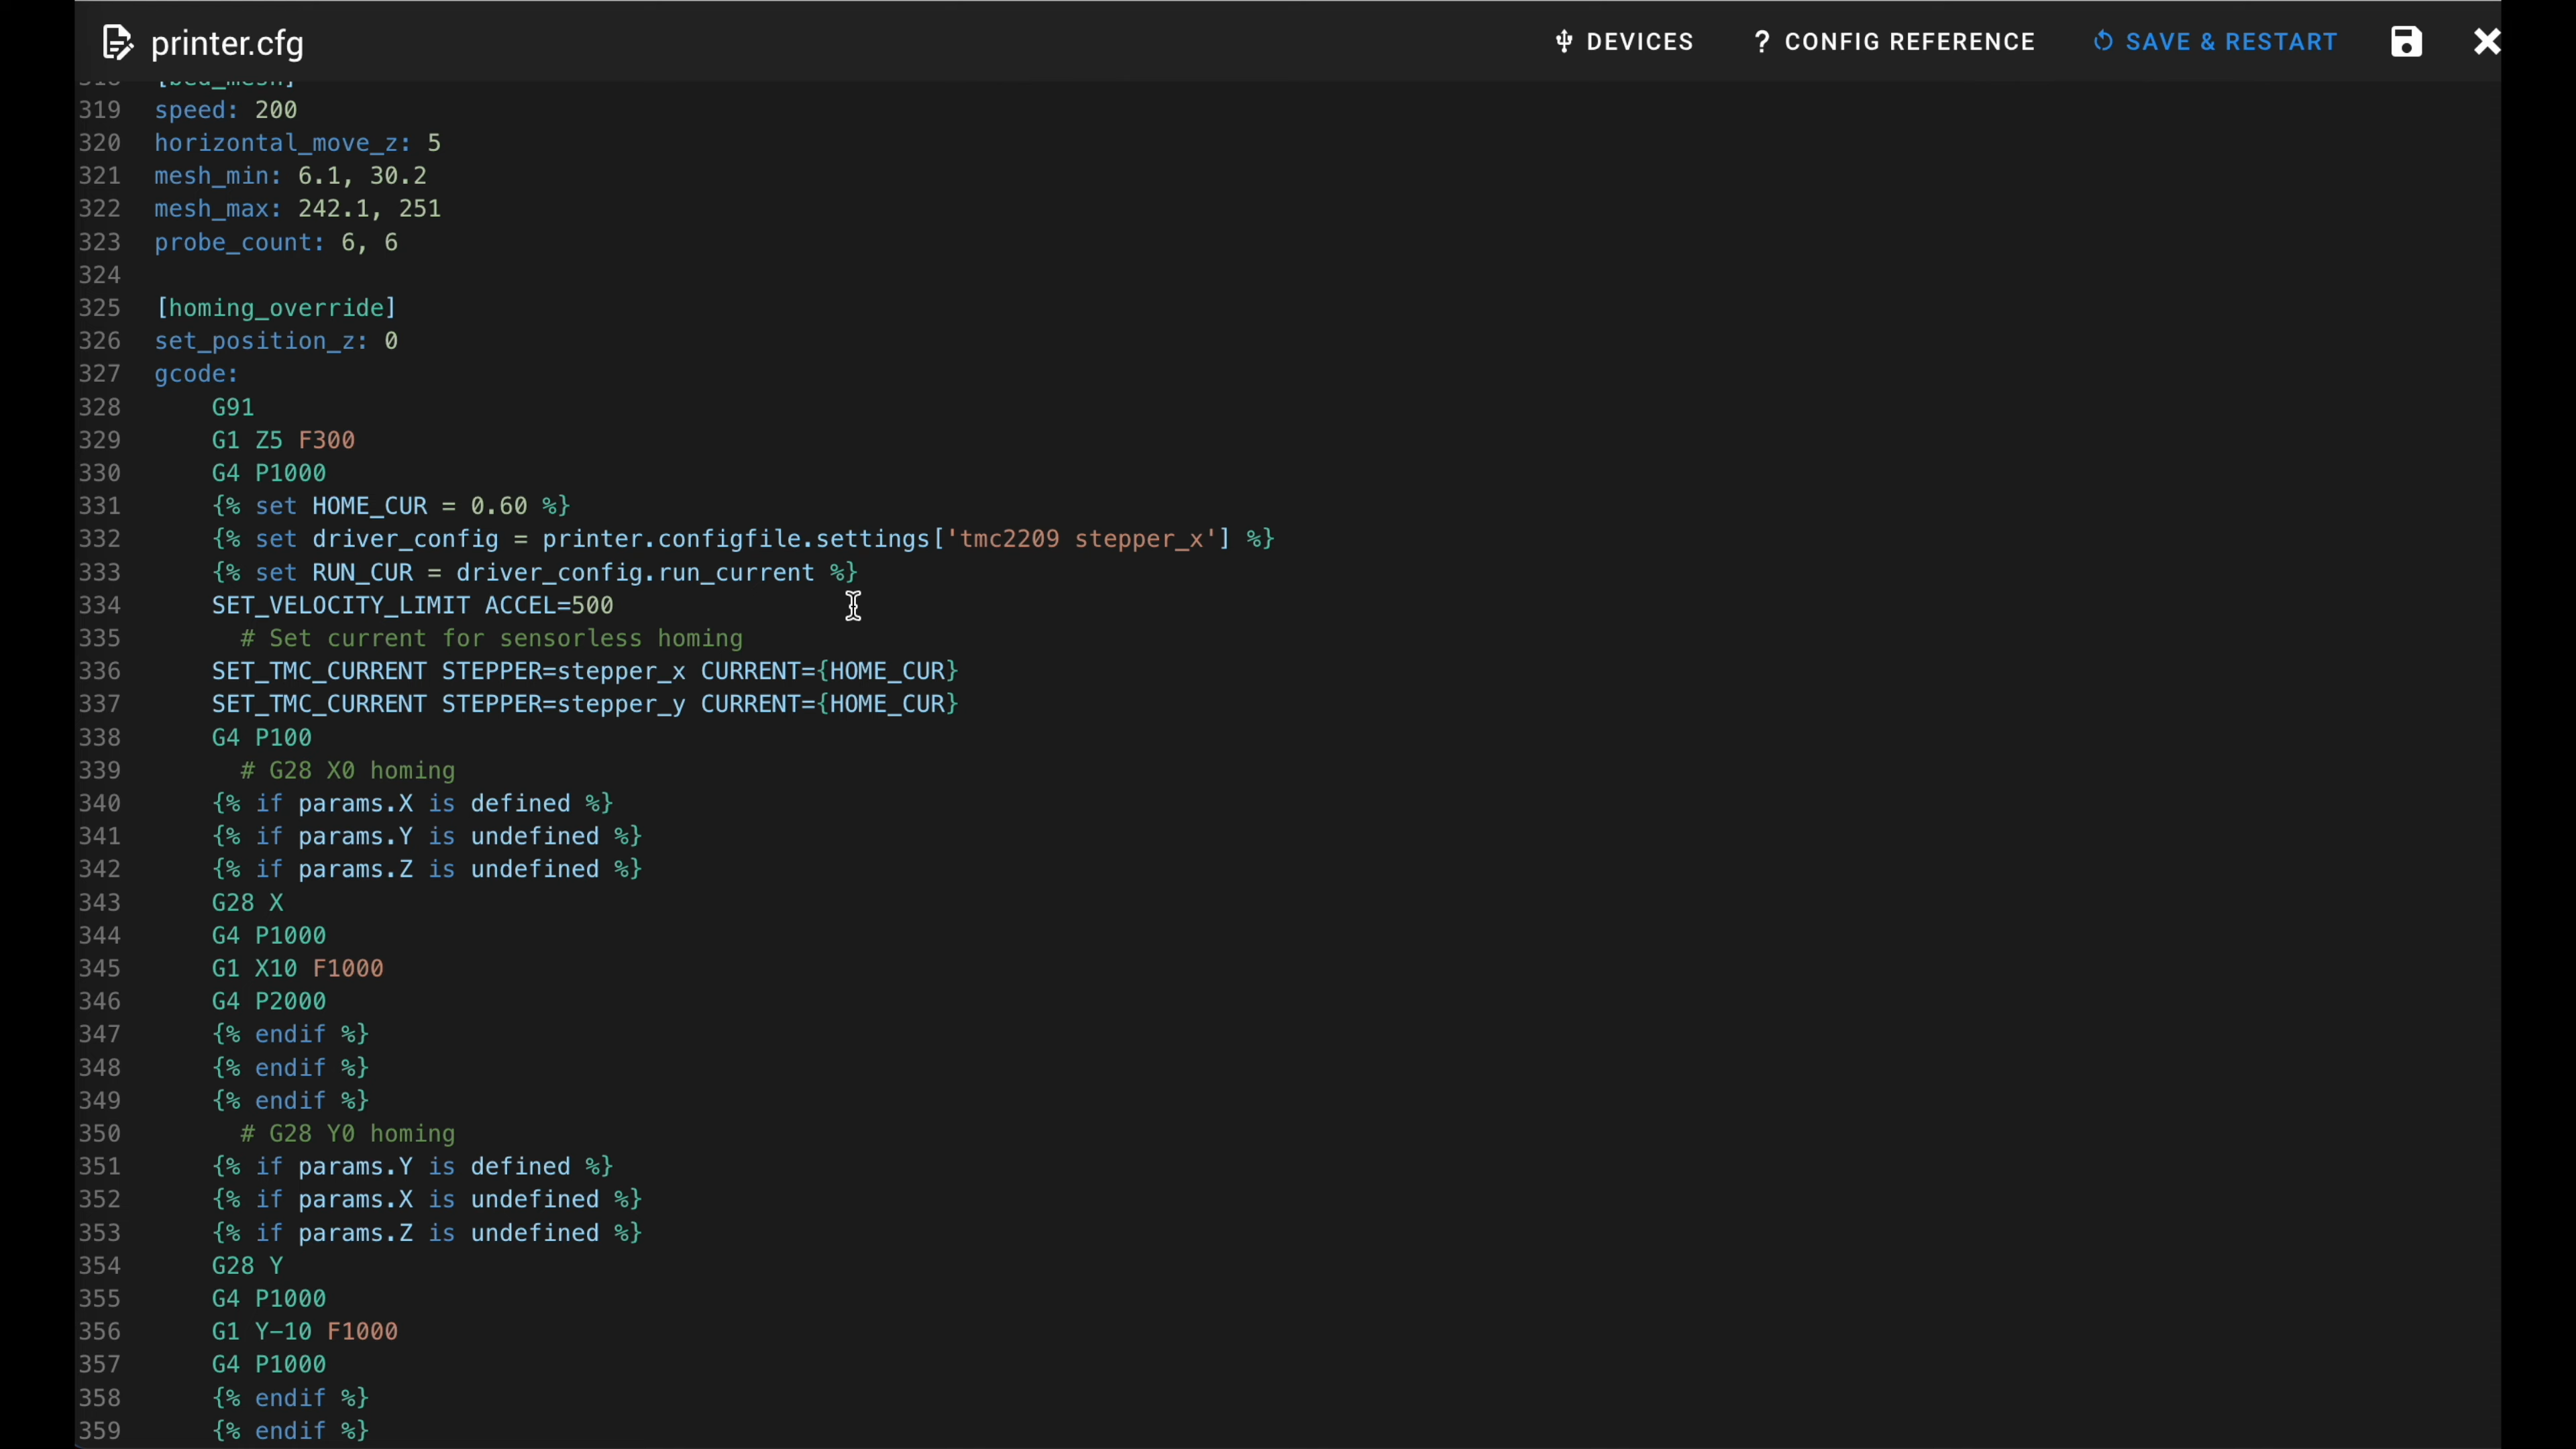 printer.cfg
DEVICES
? CONFIG REFERENCE
SAVE & RESTART
318 [bed_mesh]
319 speed: 200
320 horizontal_move_z: 5
321 mesh_min: 6.1, 30.2
322 mesh_max: 242.1, 251
323 probe_count: 6, 6
324
325 [homing_override]
326 set_position_z: 0
327 gcode:
328 G91
329 G1 Z5 F300
330 G4 P1000
331 {% set HOME_CUR = 0.60 %}
332 {% set driver_config = printer.configfile.settings['tmc2209 stepper_x'] %}
333 {% set RUN_CUR = driver_config.run_current %}
334 SET_VELOCITY_LIMIT ACCEL=500
335 # Set current for sensorless homing
336 SET_TMC_CURRENT STEPPER=stepper_x CURRENT={HOME_CUR}
337 SET_TMC_CURRENT STEPPER=stepper_y CURRENT={HOME_CUR}
338 G4 P100
339 # G28 X0 homing
340 {% if params.X is defined %}
341 {% if params.Y is undefined %}
342 {% if params.Z is undefined %}
343 G28 X
344 G4 P1000
345 G1 X10 F1000
346 G4 P2000
347 {% endif %}
348 {% endif %}
349 {% endif %}
350 # G28 Y0 homing
351 {% if params.Y is defined %}
352 {% if params.X is undefined %}
353 {% if params.Z is undefined %}
354 G28 Y
355 G4 P1000
356 G1 Y-10 F1000
357 G4 P1000
358 {% endif %}
359 {% endif %}